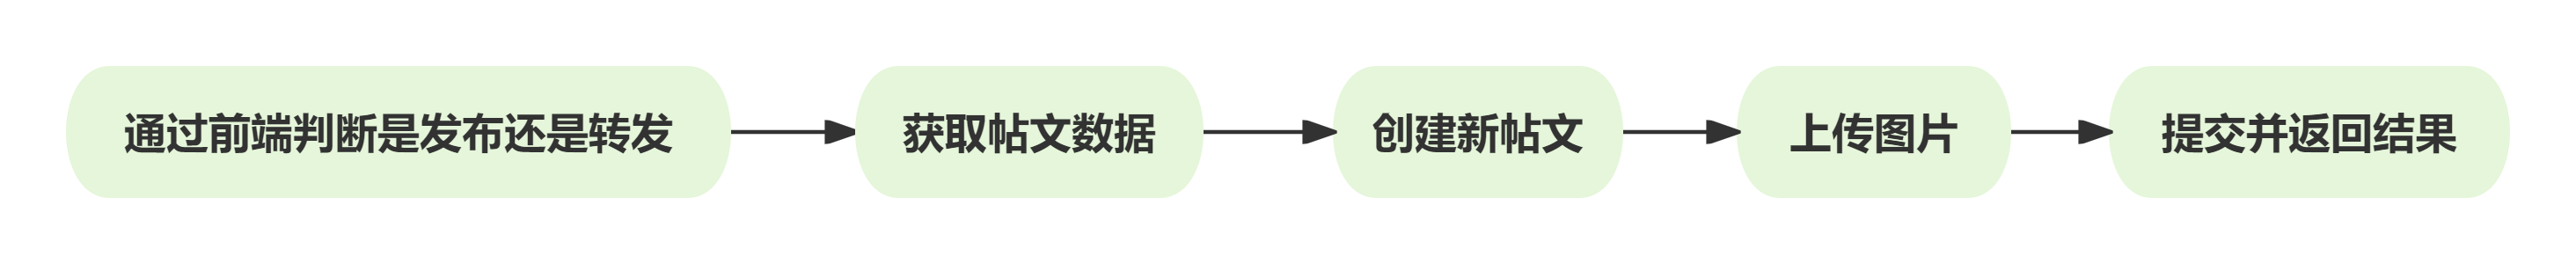 通过前端判断是发布还是转发
获取帖文数据
创建新帖文
上传图片
提交并返回结果